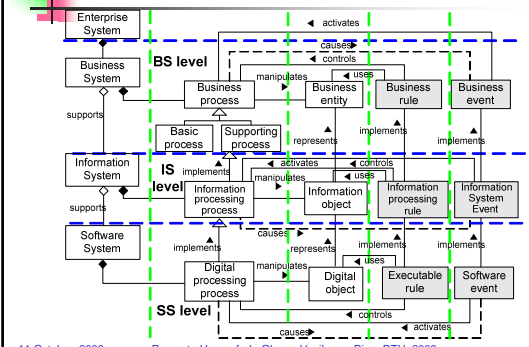 Enterprise
System
activates
causes
BS level
controls
Business
System
manipulates
uses
Business
process
Business
entity
Business
rule
Business
event
supports
Basic
process
Supporting
process
represents
implements
implements
Information
System
IS
level
implements
activates
controls
manipulates
uses
Information
processing
process
Information
object
Information
processing
rule
Information
System
Event
supports
causes
Software
System
implements
represents
implements
implements
uses
manipulates
Digital
processing
process
Digital
object
Executable
rule
Software
event
SS level
controls
causes
activates